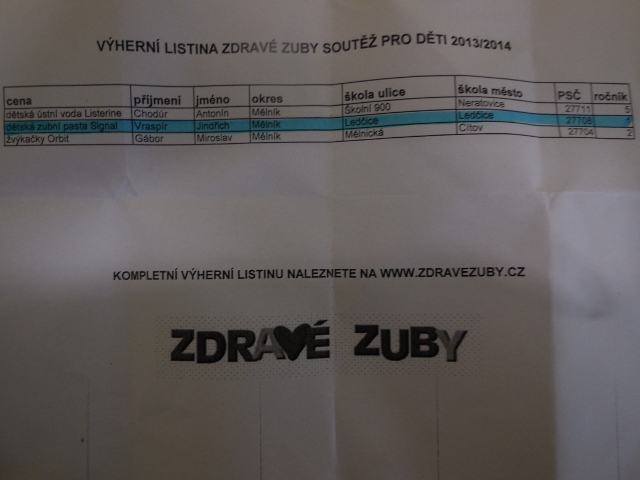 VÝHERNÍ LISTINA ZDRAVÉ ZUBY SOUTĚŽ PRO DĚTI 2013/2014
cena příjmení jméno okres škola ulice škola město PSČ ročník
dětská ústní voda Listerine Chodúr Antonín Mělník Školní 900 Neratovice 27711 5
dětská zubní pasta Signal Vraspír Jindřich Mělník Ledčice Ledčice 27708 1
žvýkačky Orbit Gábor Miroslav Mělník Mělnická Cítov 27704 2
KOMPLETNÍ VÝHERNÍ LISTINU NALEZNETE NA WWW.ZDRAVEZUBY.CZ
ZDRAVÉ ZUBY